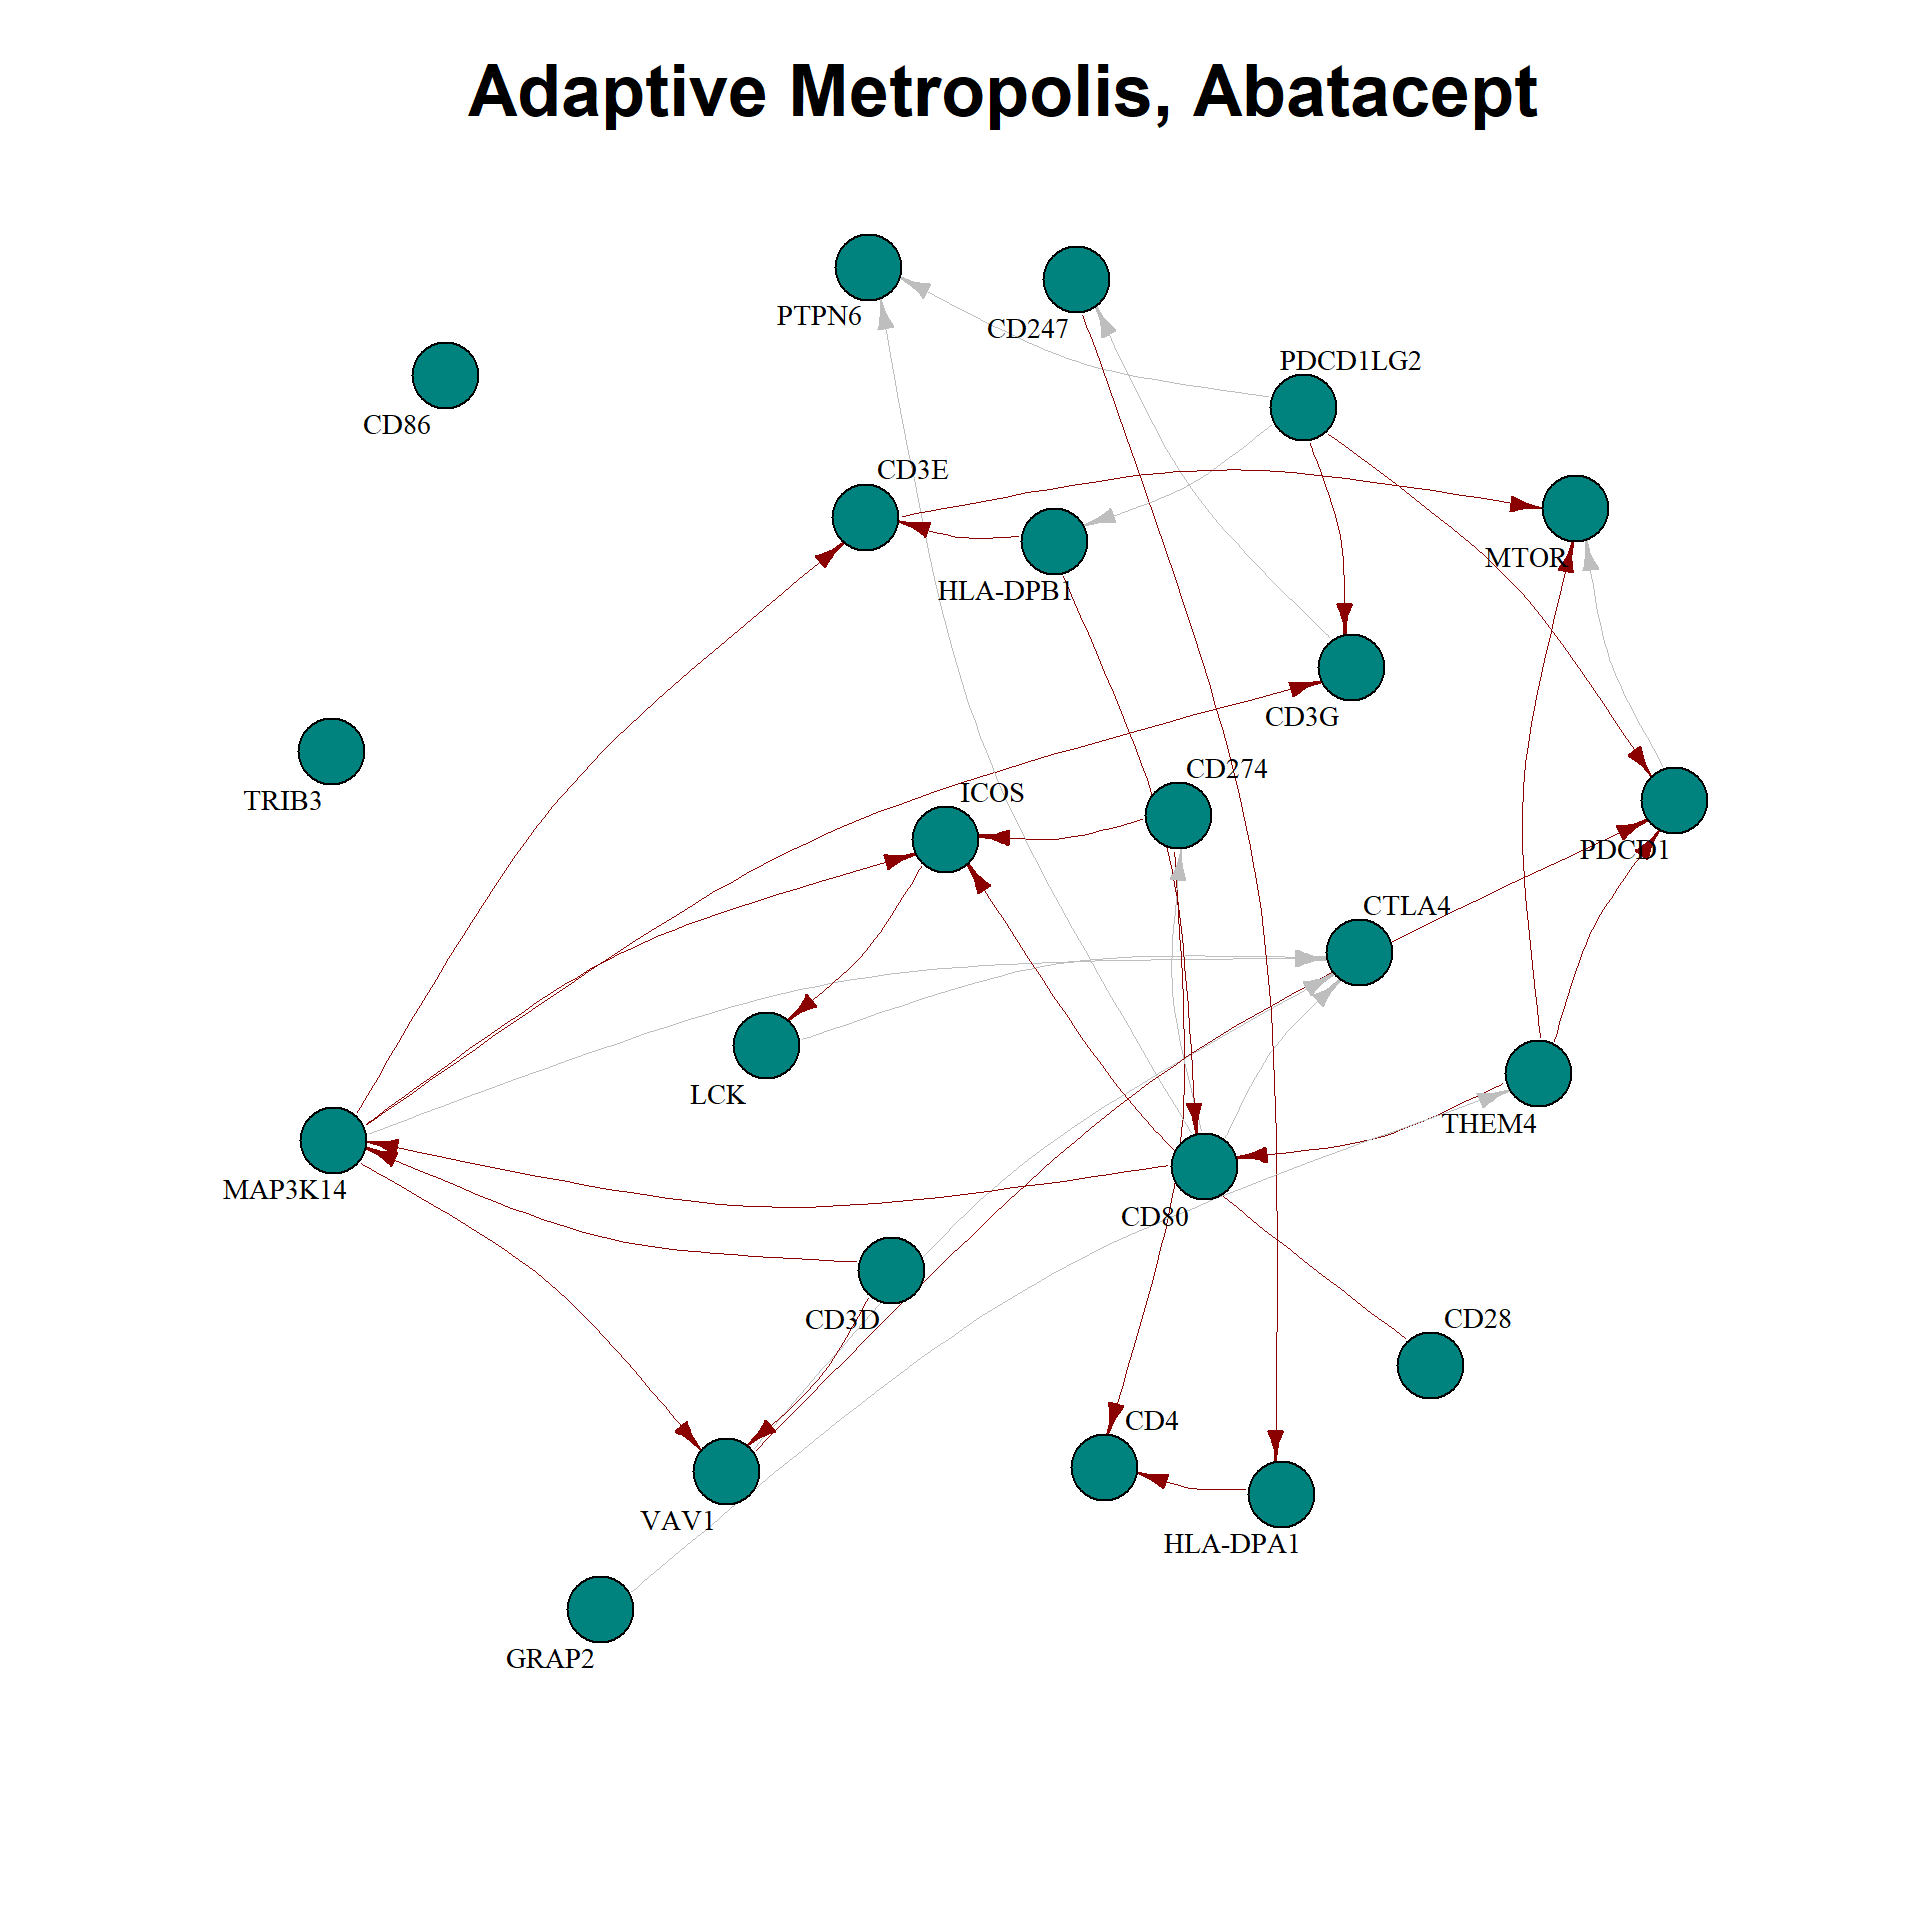 Adaptive Metropolis, Abatacept
PTPN6
CD247
PDCD1LG2
CD86
CD3E
MTOR
HLA-DPB1
CD3G
CD274
ICOS
TRIB3
PDCD1
CTLA4
LCK
THEM4
MAP3K14
CD80
CD3D
CD28
CD4
VAV1
HLA-DPA1
GRAP2